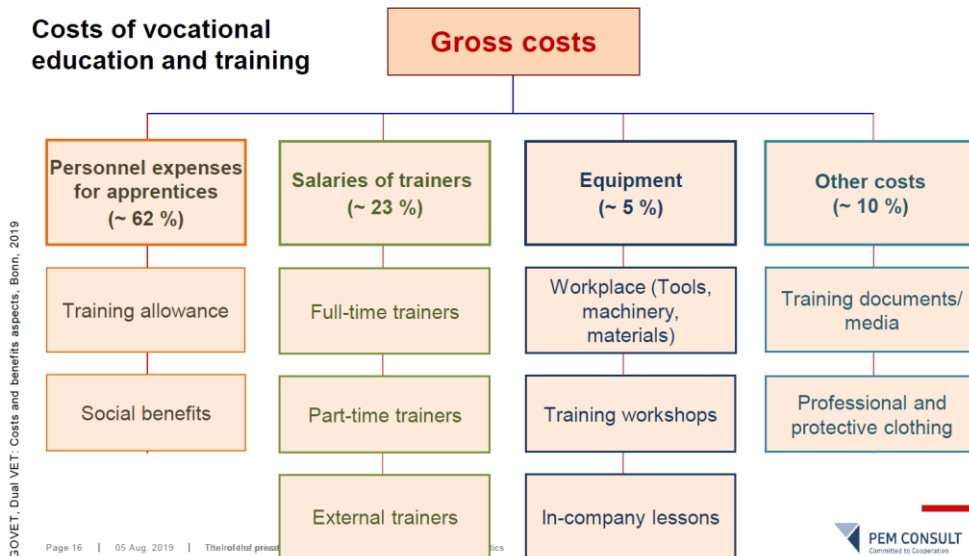 Costs of vocational
education and training
Gross costs
Personnel expenses
for apprentices
(~ 62 %)
Salaries of trainers
(~ 23 %)
Equipment
(~ 5 %)
Other costs
(~ 10 %)
Training allowance
Full-time trainers
Workplace (Tools,
machinery,
materials)
Training documents/
media
Social benefits
Part-time trainers
Training workshops
Professional and
protective clothing
External trainers
In-company lessons
GOVET, Dual VET: Costs and benefits aspects, Bonn, 2019
Page 16 | 05 Aug. 2019 |
PEM CONSULT
Committed to Cooperation